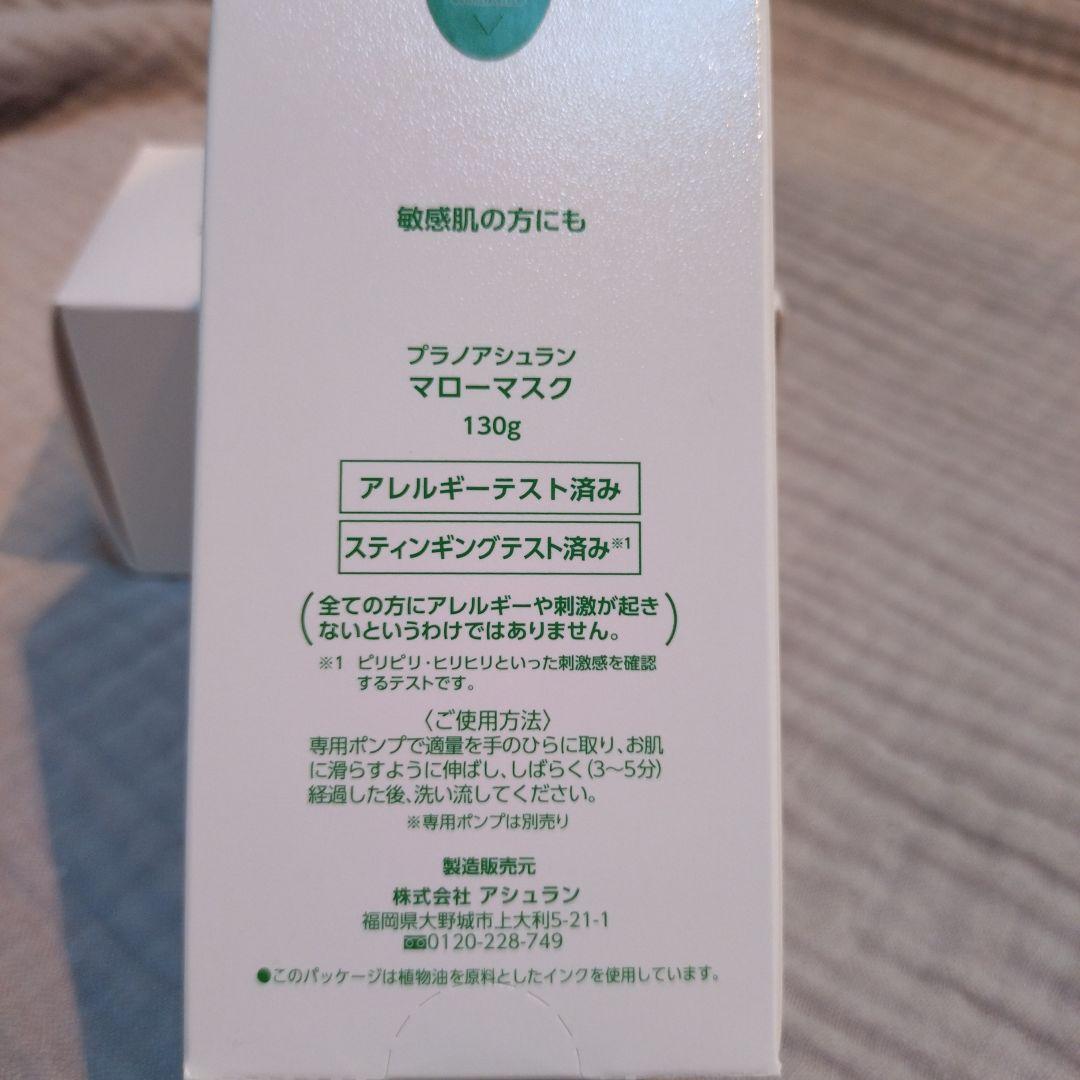 敏感肌の方にも
プラノアシュラン
マローマスク
130g
アレルギーテスト済み
スティンギングテスト済み※1
(全ての方にアレルギーや刺激が起き
ないというわけではありません。)
※1 ピリピリ・ヒリヒリといった刺激感を確認
するテストです。
〈ご使用方法〉
専用ポンプで適量を手のひらに取り、お肌
に滑らすように伸ばし、しばらく(3〜5分)
経過した後、洗い流してください。
※専用ポンプは別売り
製造販売元
株式会社 アシュラン
福岡県大野城市上大利5-21-1
0120-228-749
●このパッケージは植物油を原料としたインクを使用しています。